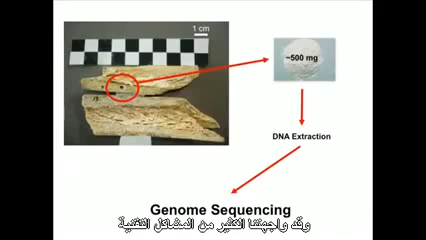 1 cm
~500 mg
DNA Extraction
Genome Sequencing
وقد واجهتنا الكثير من المشاكل التقنية